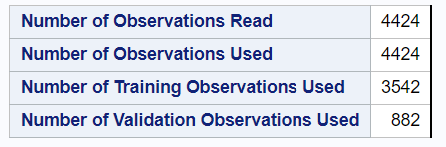 Number of Observations Read 4424
Number of Observations Used 4424
Number of Training Observations Used 3542
Number of Validation Observations Used 882